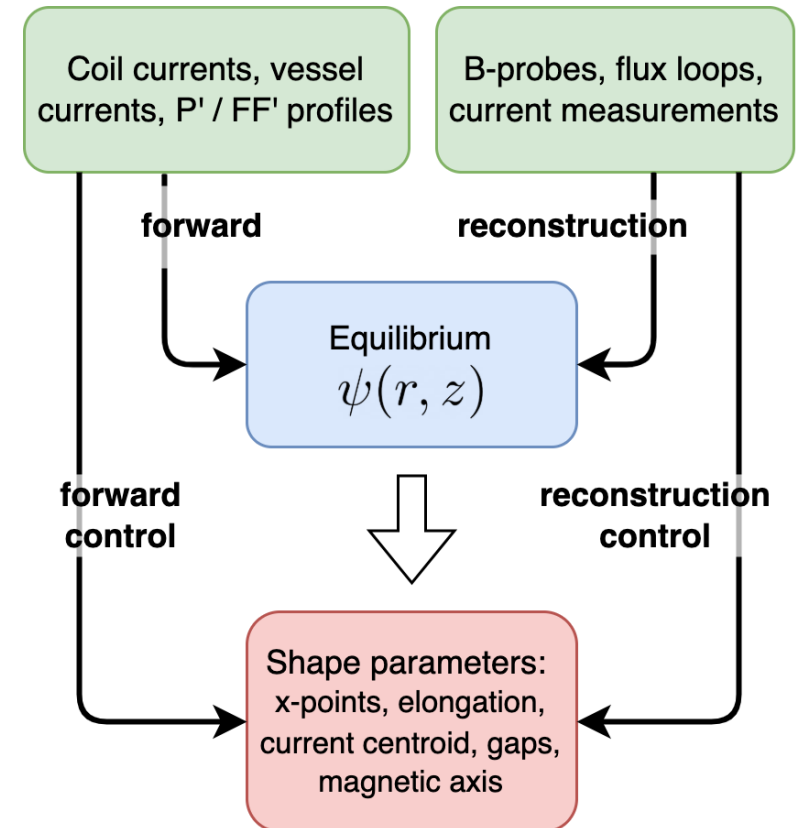 Coil currents, vessel
currents, P' / FF' profiles
B-probes, flux loops,
current measurements
forward
reconstruction
Equilibrium
ψ(r, z)
forward
control
reconstruction
control
Shape parameters:
x-points, elongation,
current centroid, gaps,
magnetic axis